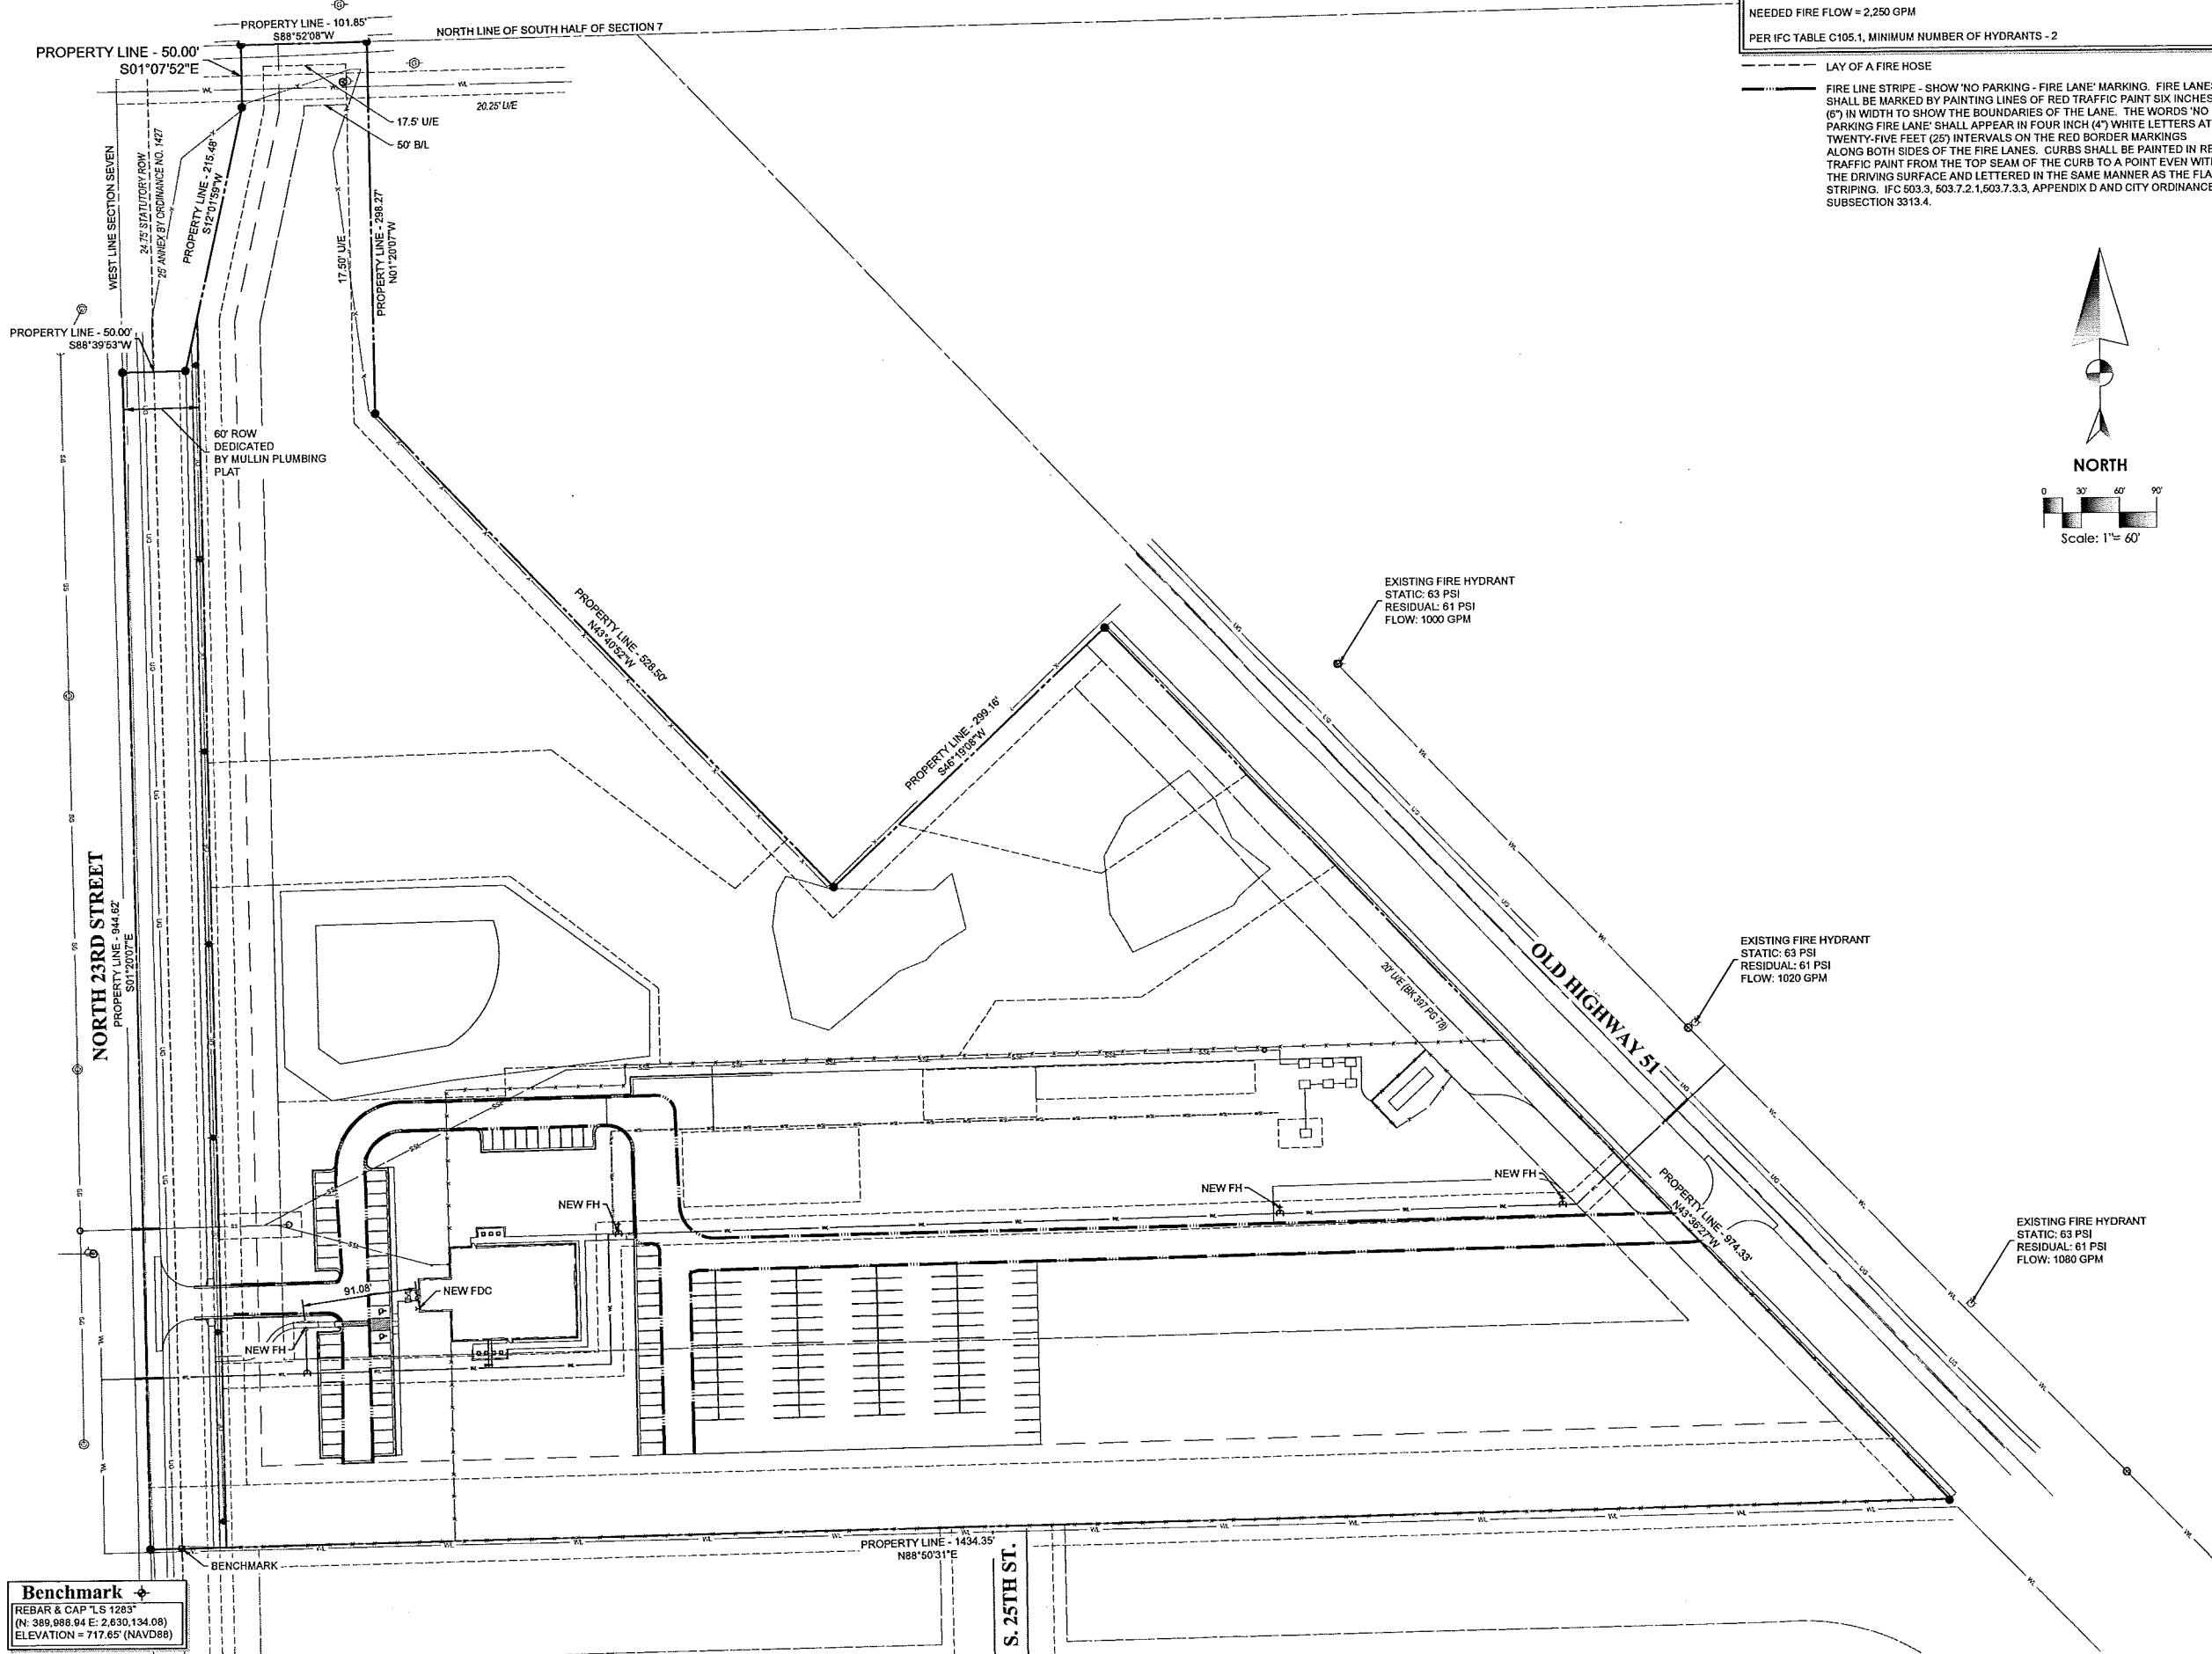 NEEDED FIRE FLOW = 2,250 GPM
PER IFC TABLE C105.1, MINIMUM NUMBER OF HYDRANTS - 2
LAY OF A FIRE HOSE
FIRE LINE STRIPE - SHOW 'NO PARKING - FIRE LANE' MARKING. FIRE LANE
SHALL BE MARKED BY PAINTING LINES OF RED TRAFFIC PAINT SIX INCHES
(6") IN WIDTH TO SHOW THE BOUNDARIES OF THE LANE. THE WORDS 'NO
PARKING FIRE LANE' SHALL APPEAR IN FOUR INCH (4") WHITE LETTERS AT
TWENTY-FIVE FEET (25') INTERVALS ON THE RED BORDER MARKINGS
ALONG BOTH SIDES OF THE FIRE LANES. CURBS SHALL BE PAINTED IN RE
TRAFFIC PAINT FROM THE TOP SEAM OF THE CURB TO A POINT EVEN WIT
THE DRIVING SURFACE AND LETTERED IN THE SAME MANNER AS THE FLA
STRIPING. IFC 503.3, 503.7.2.1,503.7.3.3, APPENDIX D AND CITY ORDINANCE
SUBSECTION 3313.4.
PROPERTY LINE - 101.85'
S88°52'08"W
NORTH LINE OF SOUTH HALF OF SECTION 7
PROPERTY LINE - 50.00'
S01°07'52"E
20.25' U/E
17.5' U/E
50' B/L
WEST LINE SECTION SEVEN
24.75' STATUTORY ROW
25' ANNEX BY ORDINANCE NO. 1427
PROPERTY LINE - 215.48'
S12°01'59"W
17.50' U/E
PROPERTY LINE - 298.27'
N01°20'07"W
PROPERTY LINE - 50.00'
S88°39'53"W
60' ROW
DEDICATED
BY MULLIN PLUMBING
PLAT
NORTH
0 30' 60' 90'
Scale: 1"= 60'
PROPERTY LINE - 528.50'
N43°40'52"W
PROPERTY LINE - 299.16'
S46°19'08"W
EXISTING FIRE HYDRANT
STATIC: 63 PSI
RESIDUAL: 61 PSI
FLOW: 1000 GPM
NORTH 23RD STREET
PROPERTY LINE - 944.62'
S01°20'07"E
20' U/E (BK 397 PG 78)
OLD HIGHWAY 51
EXISTING FIRE HYDRANT
STATIC: 63 PSI
RESIDUAL: 61 PSI
FLOW: 1020 GPM
NEW FH
NEW FH
NEW FH
PROPERTY LINE - 974.33'
N43°36'27"W
EXISTING FIRE HYDRANT
STATIC: 63 PSI
RESIDUAL: 61 PSI
FLOW: 1080 GPM
91.08'
NEW FDC
NEW FH
PROPERTY LINE - 1434.35'
N88°50'31"E
BENCHMARK
S. 25TH ST.
Benchmark
REBAR & CAP "LS 1283"
(N: 389,988.94 E: 2,630,134.08)
ELEVATION = 717.65' (NAVD88)